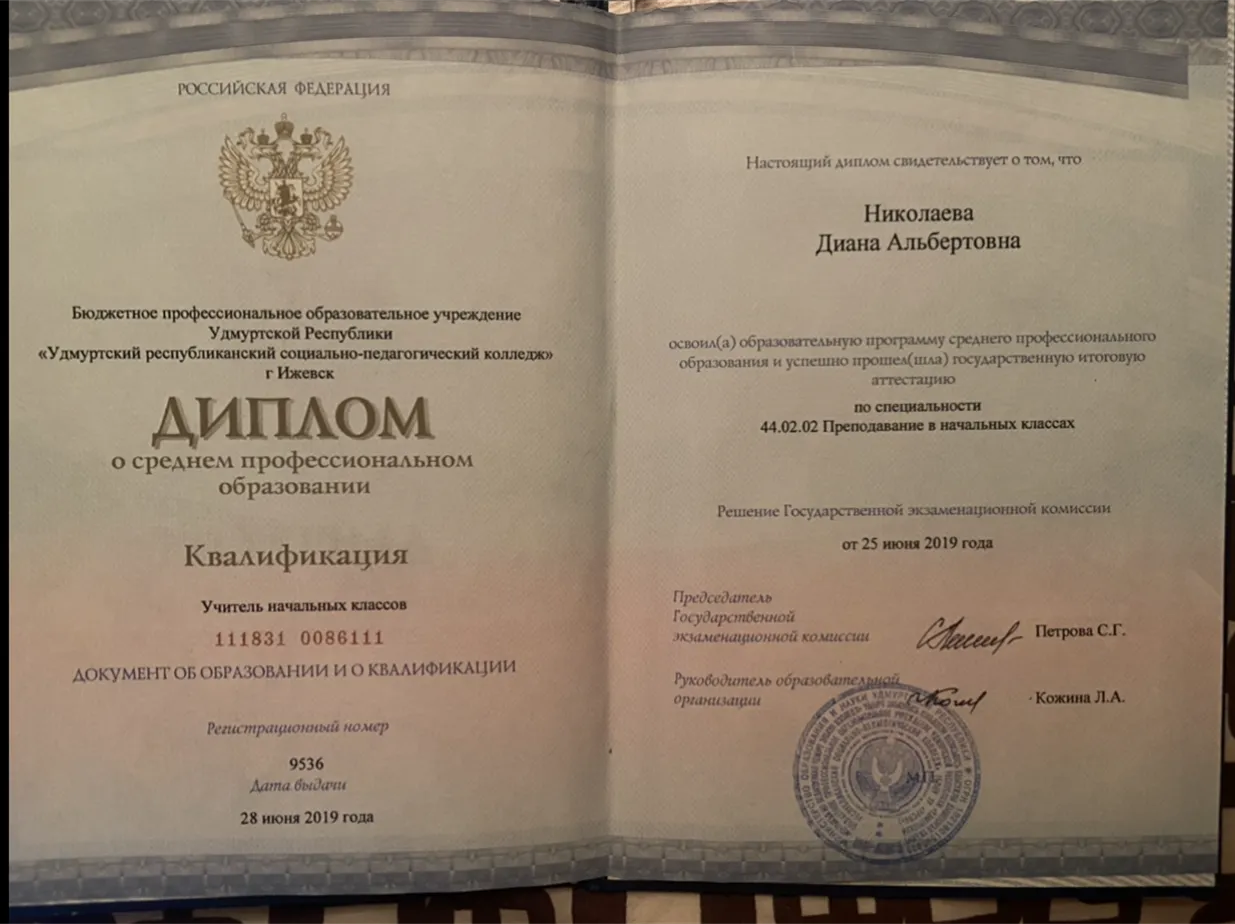 РОССИЙСКАЯ ФЕДЕРАЦИЯ
Бюджетное профессиональное образовательное учреждение
Удмуртской Республики
«Удмуртский республиканский социально-педагогический колледж»
г Ижевск
ДИПЛОМ
о среднем профессиональном
образовании
Квалификация
Учитель начальных классов
111831 0086111
ДОКУМЕНТ ОБ ОБРАЗОВАНИИ И О КВАЛИФИКАЦИИ
Регистрационный номер
9536
Дата выдачи
28 июня 2019 года
Настоящий диплом свидетельствует о том, что
Николаева
Диана Альбертовна
освоил(а) образовательную программу среднего профессионального
образования и успешно прошел(шла) государственную итоговую
аттестацию
по специальности
44.02.02 Преподавание в начальных классах
Решение Государственной экзаменационной комиссии
от 25 июня 2019 года
Председатель
Государственной
экзаменационной комиссии
Петрова С.Г.
Руководитель образовательной
организации
Кожина Л.А.
М.П.